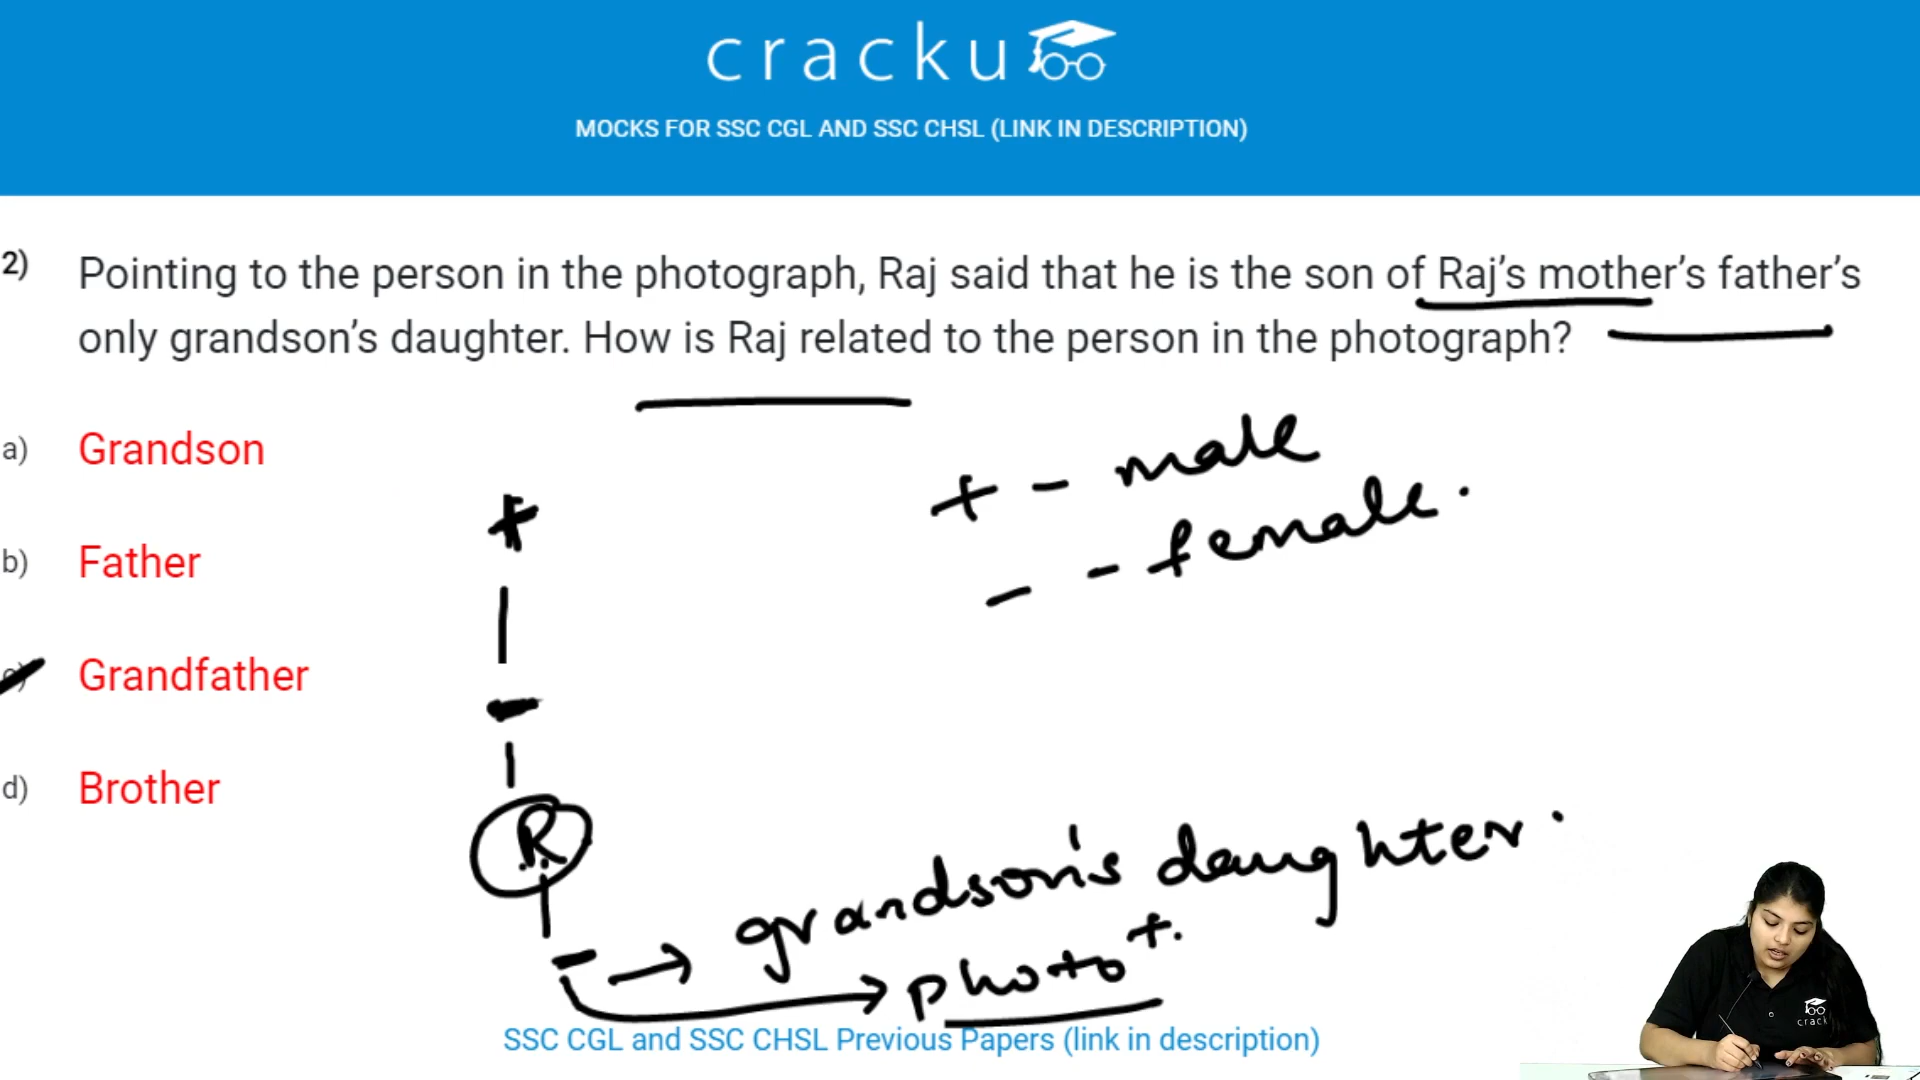 cracku
MOCKS FOR SSC CGL AND SSC CHSL (LINK IN DESCRIPTION)
2) Pointing to the person in the photograph, Raj said that he is the son of Raj’s mother’s father’s
only grandson’s daughter. How is Raj related to the person in the photograph?
a) Grandson
b) Father
c) Grandfather
d) Brother
+ - male
- - female.
+
-
R
- → grandson's daughter.
photo +.
SSC CGL and SSC CHSL Previous Papers (link in description)
crack